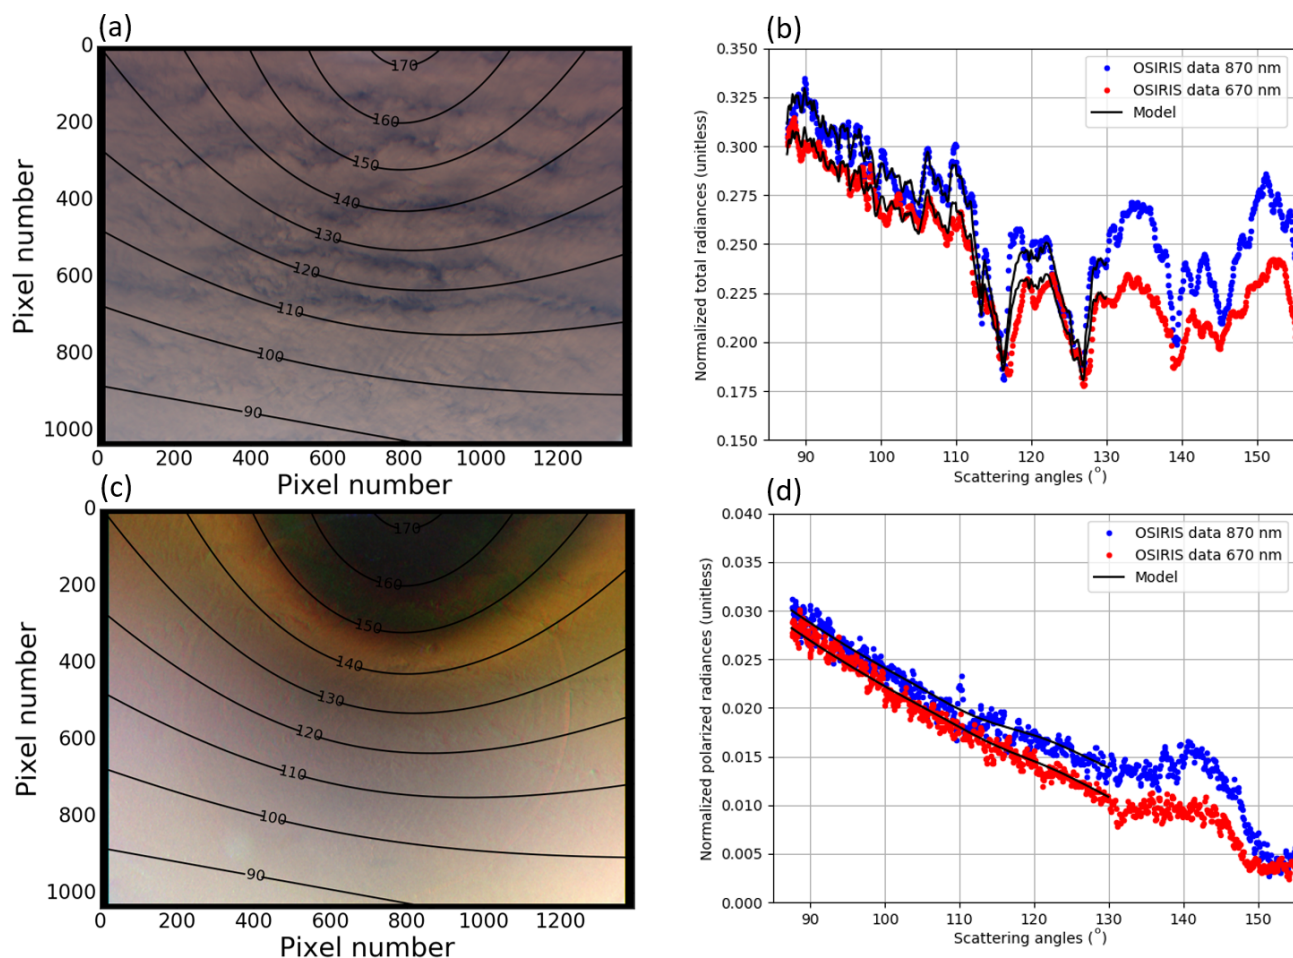 (a)
0
200
400
600
800
1000
Pixel number
170
160
150
140
130
120
110
100
90
0 200 400 600 800 1000 1200
Pixel number
(b)
0.350
0.325
0.300
0.275
0.250
0.225
0.200
0.175
0.150
Normalized total radiances (unitless)
OSIRIS data 870 nm
OSIRIS data 670 nm
Model
90 100 110 120 130 140 150
Scattering angles (°)
(c)
0
200
400
600
800
1000
Pixel number
170
160
150
140
130
120
110
100
90
0 200 400 600 800 1000 1200
Pixel number
(d)
0.040
0.035
0.030
0.025
0.020
0.015
0.010
0.005
0.000
Normalized polarized radiances (unitless)
OSIRIS data 870 nm
OSIRIS data 670 nm
Model
90 100 110 120 130 140 150
Scattering angles (°)